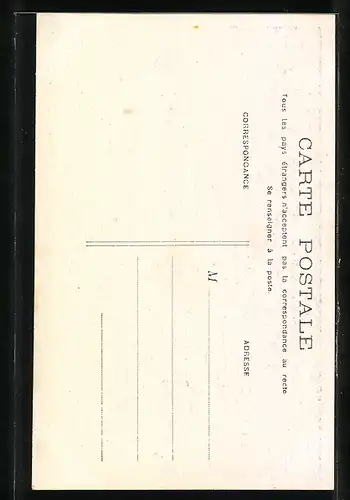 CARTE POSTALE
Tous les pays étrangers n'acceptent pas la correspondance au recto
Se renseigner à la poste.
CORRESPONDANCE
ADRESSE
M